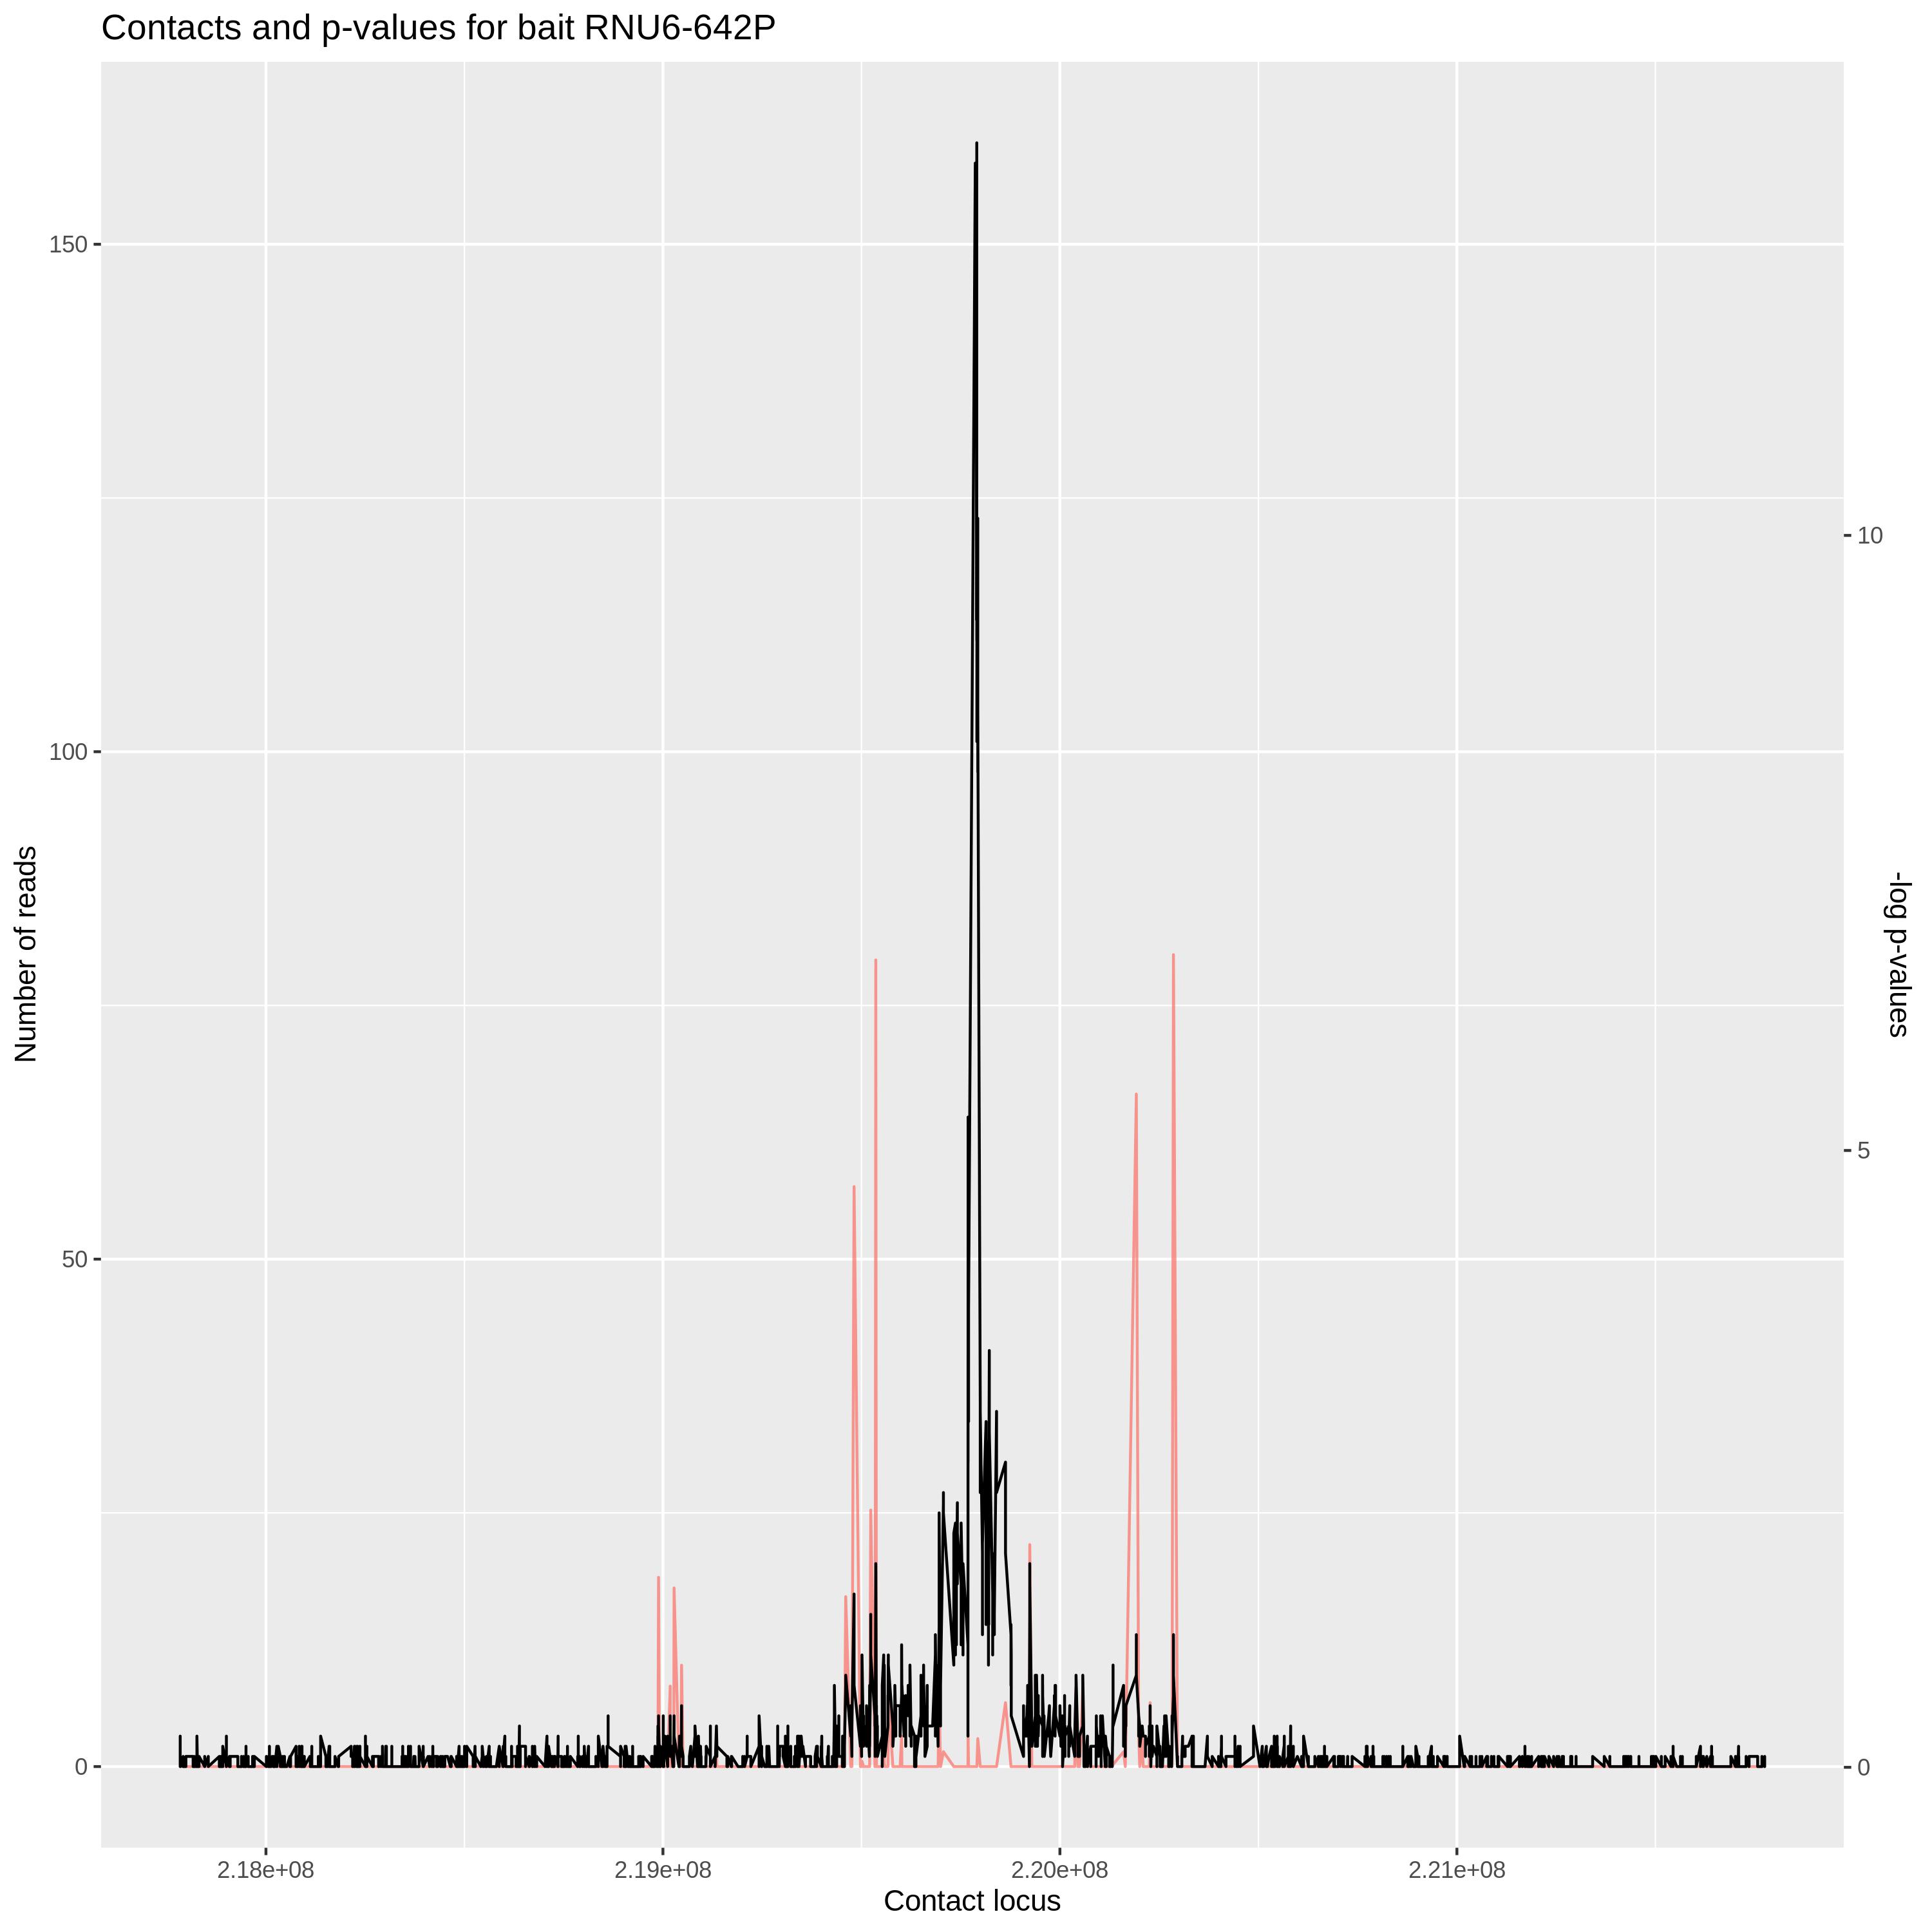 Contacts and p-values for bait RNU6-642P
150
100
50
0
10
5
0
Number of reads
-log p-values
2.18e+08
2.19e+08
2.20e+08
2.21e+08
Contact locus